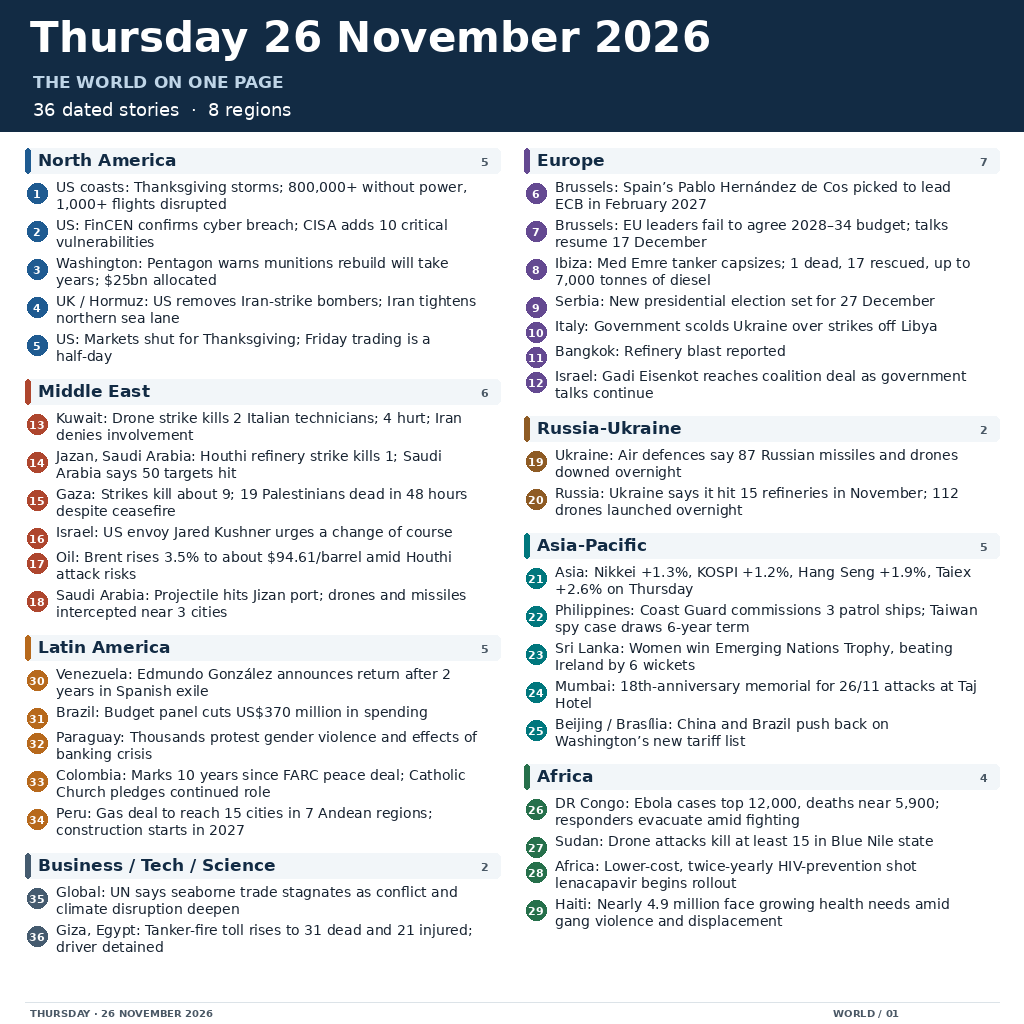 Thursday 26 November 2026
THE WORLD ON ONE PAGE
36 dated stories · 8 regions
North America 5
1 US coasts: Thanksgiving storms; 800,000+ without power,
1,000+ flights disrupted
2 US: FinCEN confirms cyber breach; CISA adds 10 critical
vulnerabilities
3 Washington: Pentagon warns munitions rebuild will take
years; $25bn allocated
4 UK / Hormuz: US removes Iran-strike bombers; Iran tightens
northern sea lane
5 US: Markets shut for Thanksgiving; Friday trading is a
half-day
Middle East 6
13 Kuwait: Drone strike kills 2 Italian technicians; 4 hurt; Iran
denies involvement
14 Jazan, Saudi Arabia: Houthi refinery strike kills 1; Saudi
Arabia says 50 targets hit
15 Gaza: Strikes kill about 9; 19 Palestinians dead in 48 hours
despite ceasefire
16 Israel: US envoy Jared Kushner urges a change of course
17 Oil: Brent rises 3.5% to about $94.61/barrel amid Houthi
attack risks
18 Saudi Arabia: Projectile hits Jizan port; drones and missiles
intercepted near 3 cities
Latin America 5
30 Venezuela: Edmundo González announces return after 2
years in Spanish exile
31 Brazil: Budget panel cuts US$370 million in spending
32 Paraguay: Thousands protest gender violence and effects of
banking crisis
33 Colombia: Marks 10 years since FARC peace deal; Catholic
Church pledges continued role
34 Peru: Gas deal to reach 15 cities in 7 Andean regions;
construction starts in 2027
Business / Tech / Science 2
35 Global: UN says seaborne trade stagnates as conflict and
climate disruption deepen
36 Giza, Egypt: Tanker-fire toll rises to 31 dead and 21 injured;
driver detained
Europe 7
6 Brussels: Spain’s Pablo Hernández de Cos picked to lead
ECB in February 2027
7 Brussels: EU leaders fail to agree 2028–34 budget; talks
resume 17 December
8 Ibiza: Med Emre tanker capsizes; 1 dead, 17 rescued, up to
7,000 tonnes of diesel
9 Serbia: New presidential election set for 27 December
10 Italy: Government scolds Ukraine over strikes off Libya
11 Bangkok: Refinery blast reported
12 Israel: Gadi Eisenkot reaches coalition deal as government
talks continue
Russia-Ukraine 2
19 Ukraine: Air defences say 87 Russian missiles and drones
downed overnight
20 Russia: Ukraine says it hit 15 refineries in November; 112
drones launched overnight
Asia-Pacific 5
21 Asia: Nikkei +1.3%, KOSPI +1.2%, Hang Seng +1.9%, Taiex
+2.6% on Thursday
22 Philippines: Coast Guard commissions 3 patrol ships; Taiwan
spy case draws 6-year term
23 Sri Lanka: Women win Emerging Nations Trophy, beating
Ireland by 6 wickets
24 Mumbai: 18th-anniversary memorial for 26/11 attacks at Taj
Hotel
25 Beijing / Brasília: China and Brazil push back on
Washington’s new tariff list
Africa 4
26 DR Congo: Ebola cases top 12,000, deaths near 5,900;
responders evacuate amid fighting
27 Sudan: Drone attacks kill at least 15 in Blue Nile state
28 Africa: Lower-cost, twice-yearly HIV-prevention shot
lenacapavir begins rollout
29 Haiti: Nearly 4.9 million face growing health needs amid
gang violence and displacement
THURSDAY · 26 NOVEMBER 2026
WORLD / 01